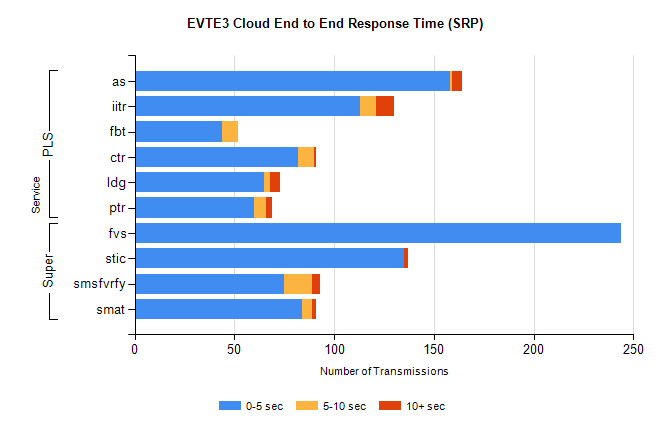 EVTE3 Cloud End to End Response Time (SRP)
Service
PLS
Super
as
iitr
fbt
ctr
ldg
ptr
fvs
stic
smsfvrfy
smat
0 50 100 150 200 250
Number of Transmissions
0-5 sec 5-10 sec 10+ sec